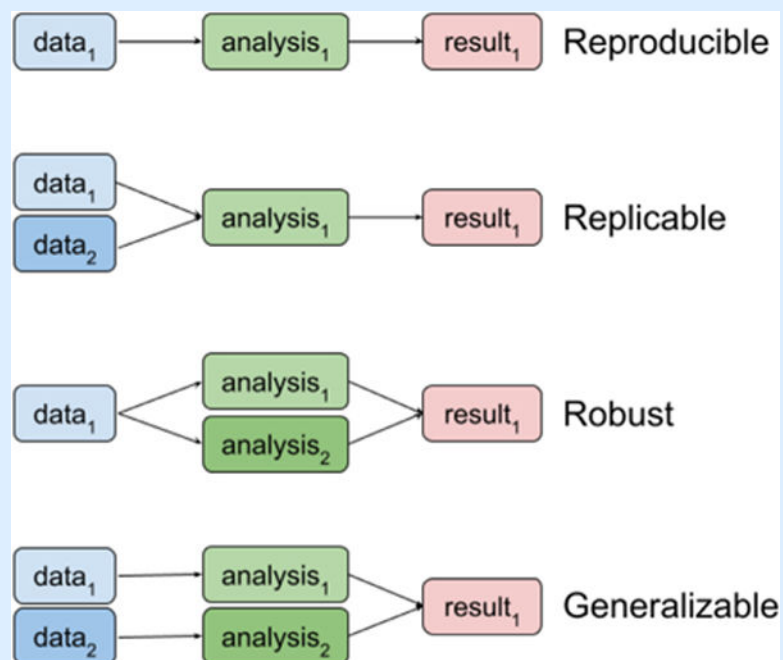 data₁ analysis₁ result₁ Reproducible
data₁
data₂
analysis₁ result₁ Replicable
data₁
analysis₁
analysis₂
result₁ Robust
data₁ analysis₁
data₂ analysis₂
result₁ Generalizable